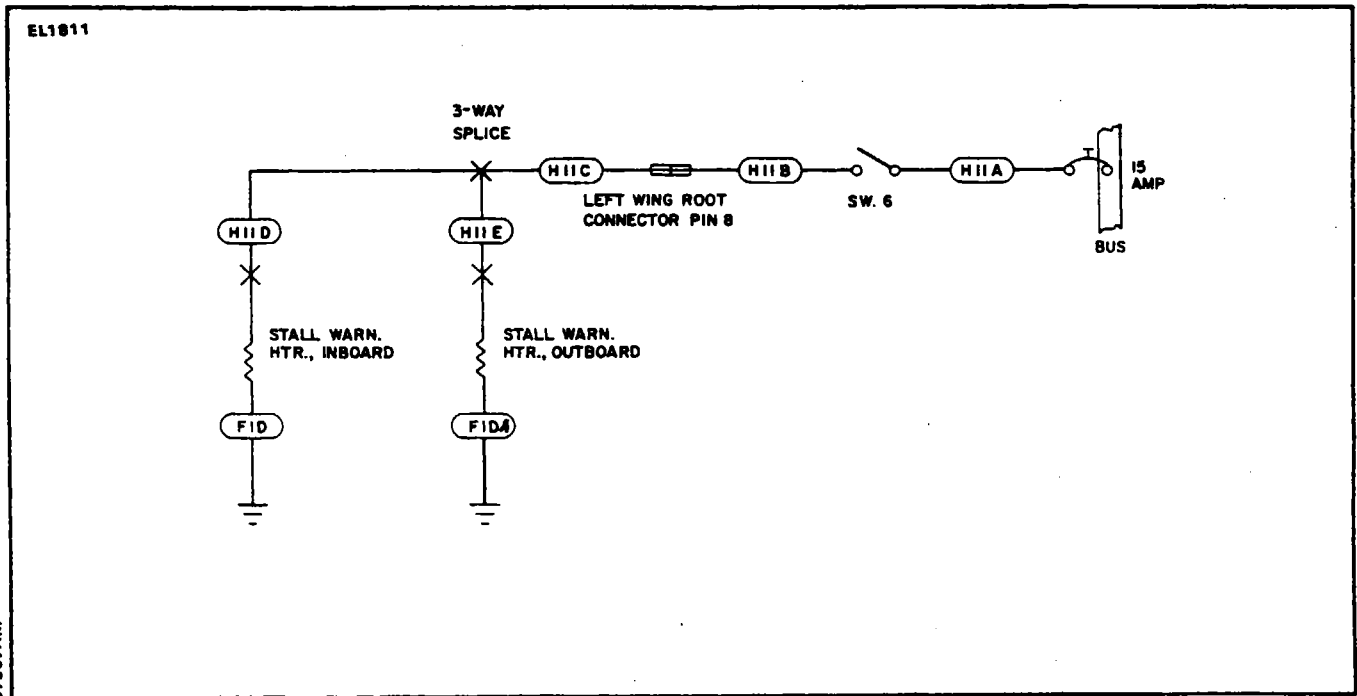 EL1811
3-WAY
SPLICE
H11C
H11B
H11A
15
AMP
LEFT WING ROOT
CONNECTOR PIN 8
SW. 6
BUS
H11D
H11E
STALL WARN.
HTR., INBOARD
STALL WARN.
HTR., OUTBOARD
F1D
F1DA